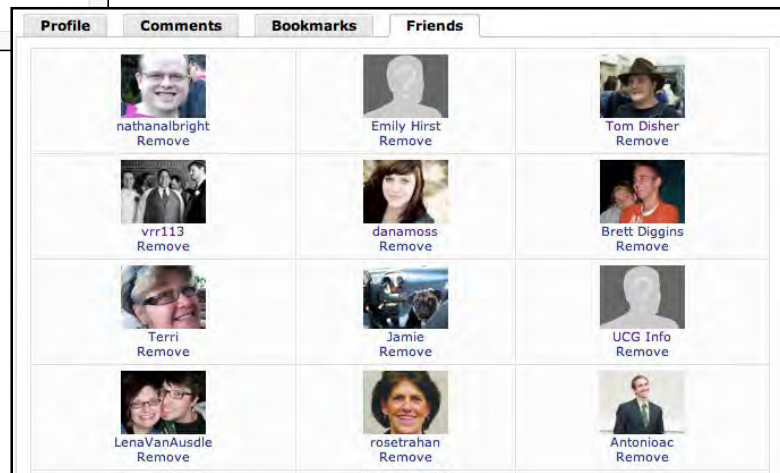 Profile Comments Bookmarks Friends
nathanalbright Emily Hirst Tom Disher
Remove Remove Remove
vrr113 danamoss Brett Diggins
Remove Remove Remove
Terri Jamie UCG Info
Remove Remove Remove
LenaVanAusdle rosetrahan Antonioac
Remove Remove Remove